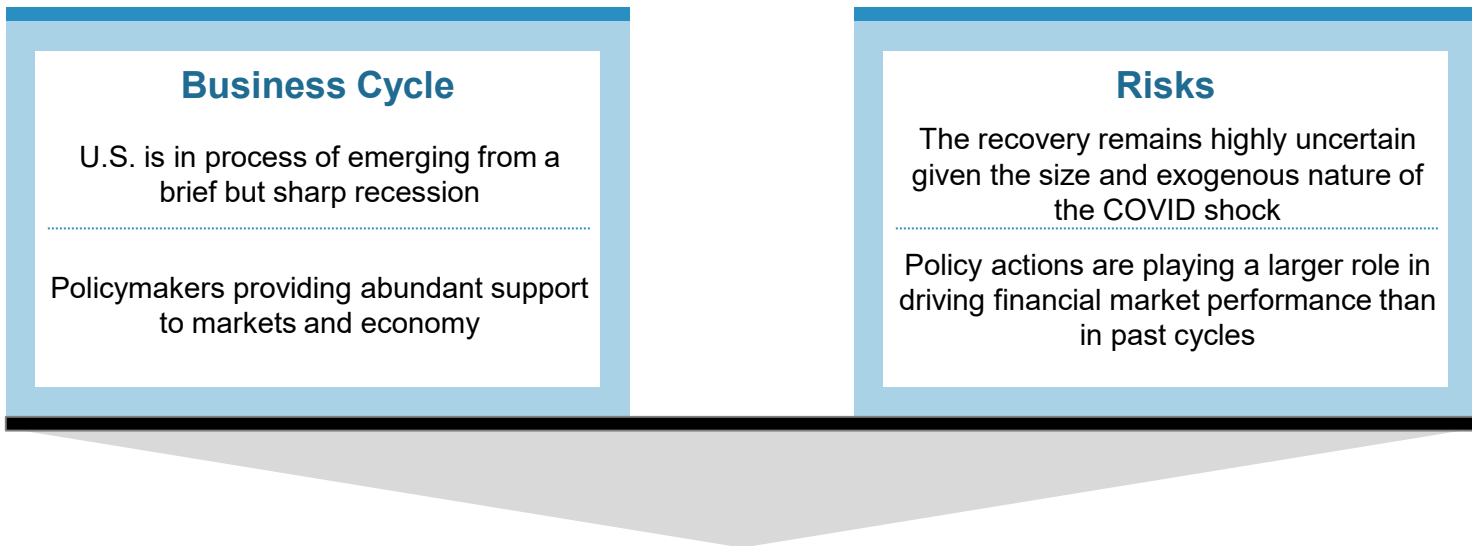 Business Cycle
U.S. is in process of emerging from a
brief but sharp recession
Policymakers providing abundant support
to markets and economy
Risks
The recovery remains highly uncertain
given the size and exogenous nature of
the COVID shock
Policy actions are playing a larger role in
driving financial market performance than
in past cycles